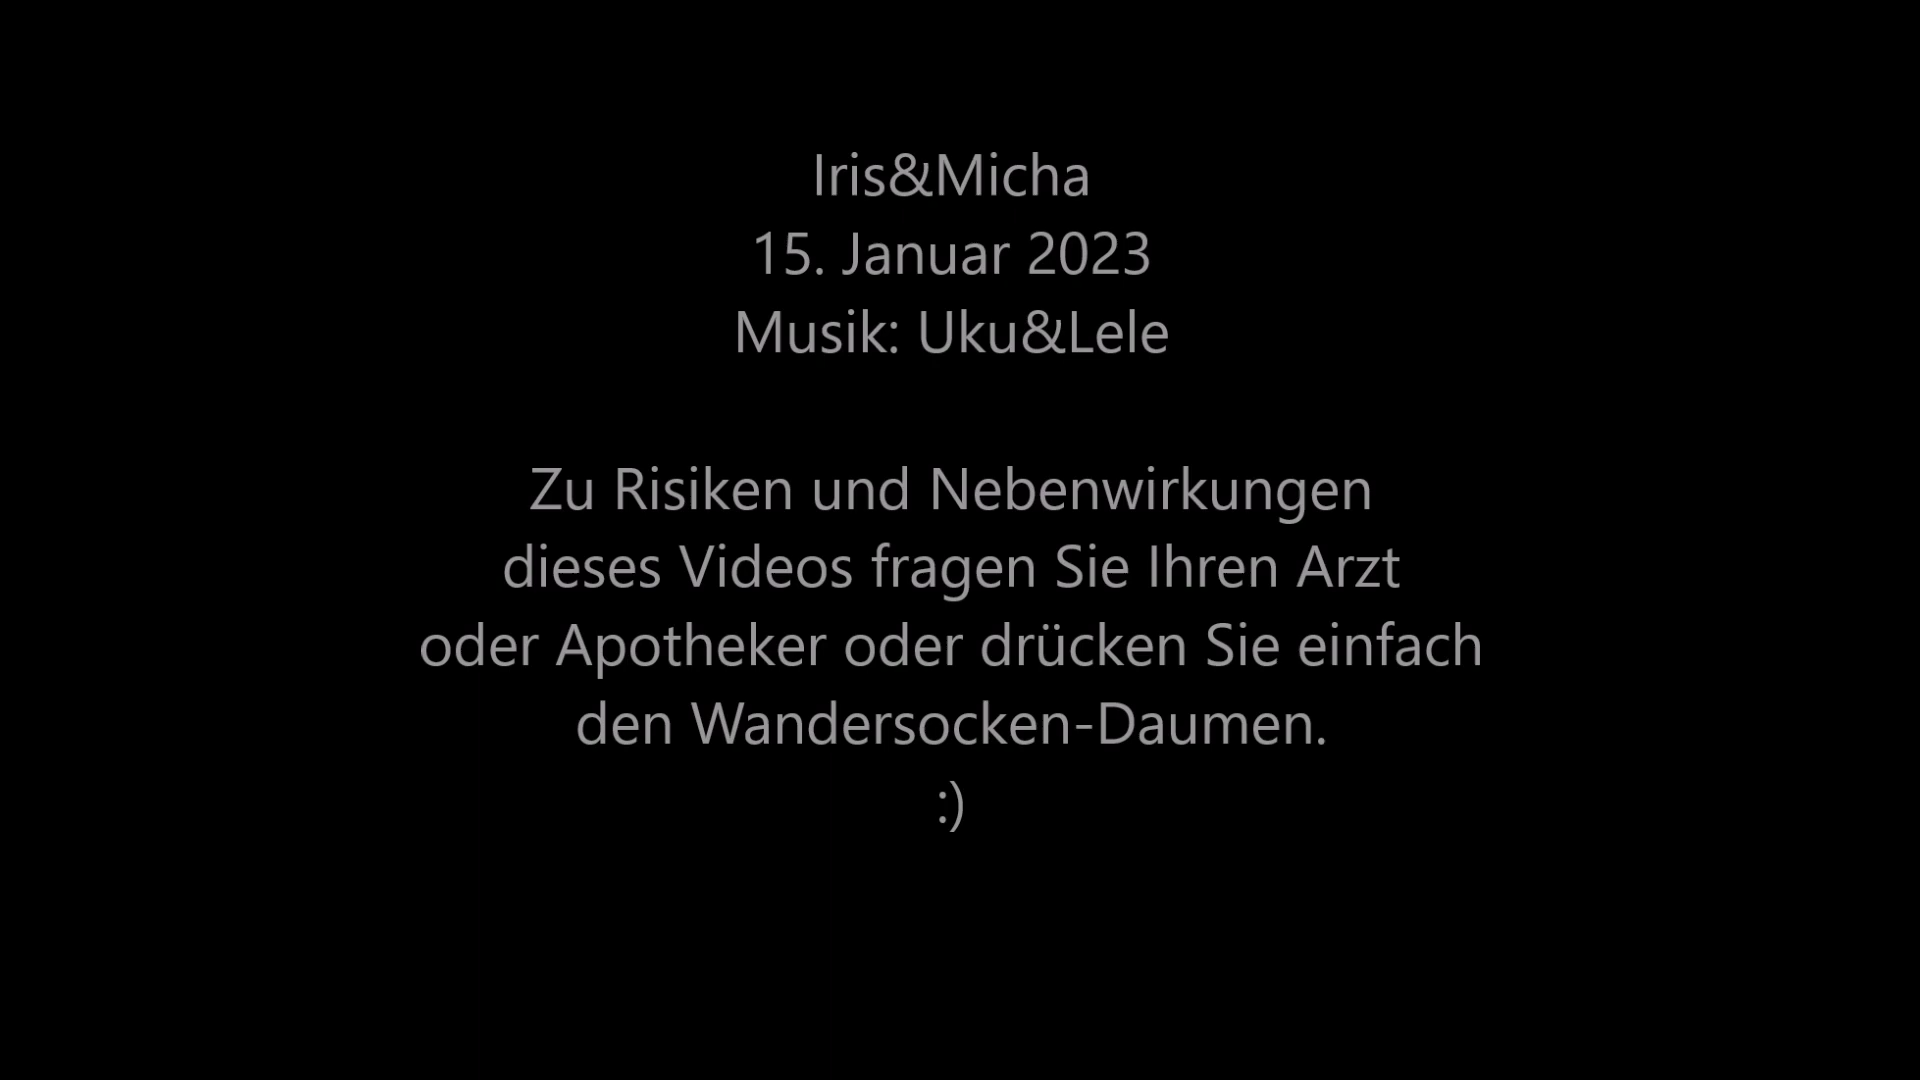 Iris&Micha
15. Januar 2023
Musik: Uku&Lele
Zu Risiken und Nebenwirkungen
dieses Videos fragen Sie Ihren Arzt
oder Apotheker oder drücken Sie einfach
den Wandersocken-Daumen.
:)